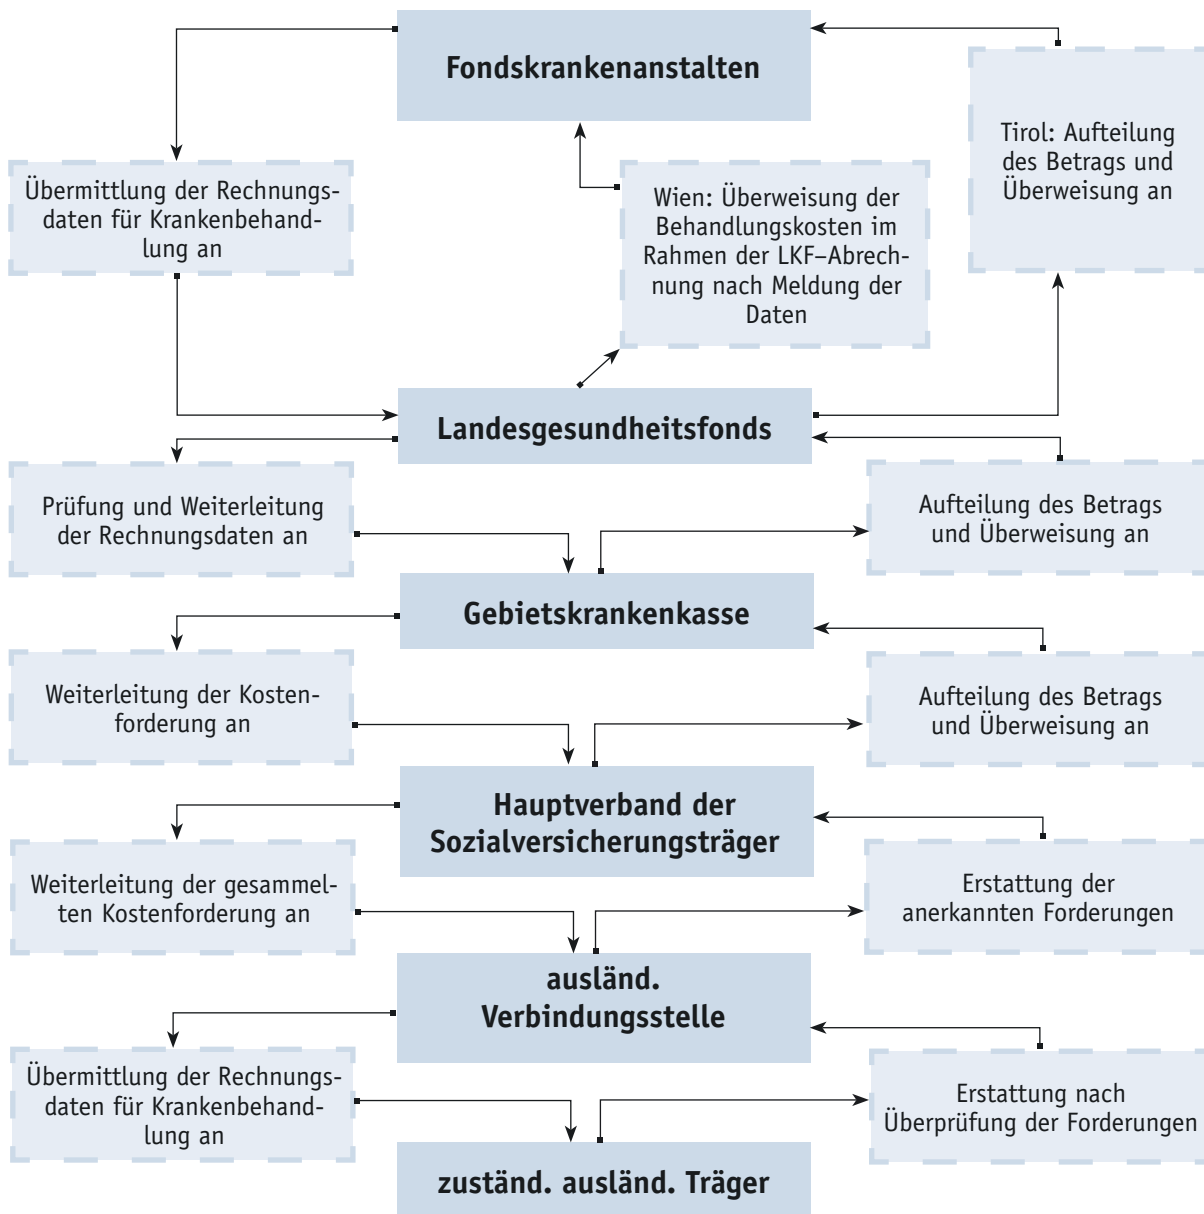 Fondskrankenanstalten
Tirol: Aufteilung
des Betrags und
Überweisung an
Übermittlung der Rechnungs-
daten für Krankenbehand-
lung an
Wien: Überweisung der
Behandlungskosten im
Rahmen der LKF–Abrech-
nung nach Meldung der
Daten
Landesgesundheitsfonds
Prüfung und Weiterleitung
der Rechnungsdaten an
Aufteilung des Betrags
und Überweisung an
Gebietskrankenkasse
Weiterleitung der Kosten-
forderung an
Aufteilung des Betrags
und Überweisung an
Hauptverband der
Sozialversicherungsträger
Weiterleitung der gesammel-
ten Kostenforderung an
Erstattung der
anerkannten Forderungen
ausländ.
Verbindungsstelle
Übermittlung der Rechnungs-
daten für Krankenbehand-
lung an
Erstattung nach
Überprüfung der Forderungen
zuständ. ausländ. Träger